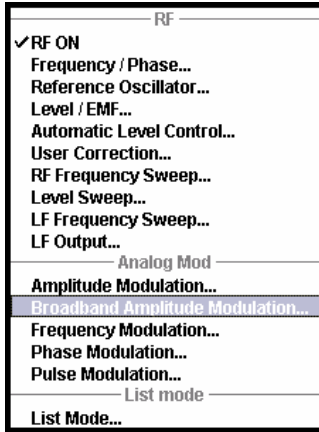 RF
RF ON
Frequency / Phase...
Reference Oscillator...
Level / EMF...
Automatic Level Control...
User Correction...
RF Frequency Sweep...
Level Sweep...
LF Frequency Sweep...
LF Output...
Analog Mod
Amplitude Modulation...
Broadband Amplitude Modulation...
Frequency Modulation...
Phase Modulation...
Pulse Modulation...
List mode
List Mode...